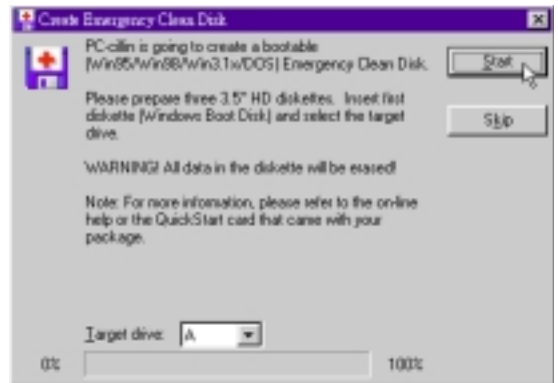 Create Emergency Clean Disk
PC-cillin is going to create a bootable
(Win95/Win98/Win3.1x/DOS) Emergency Clean Disk.
Start
Please prepare three 3.5" HD diskettes. Insert first
diskette (Windows Boot Disk) and select the target
drive.
Skip
WARNING! All data in the diskette will be erased!
Note: For more information, please refer to the on-line
help or the QuickStart card that came with your
package.
Target drive: A
0% 100%